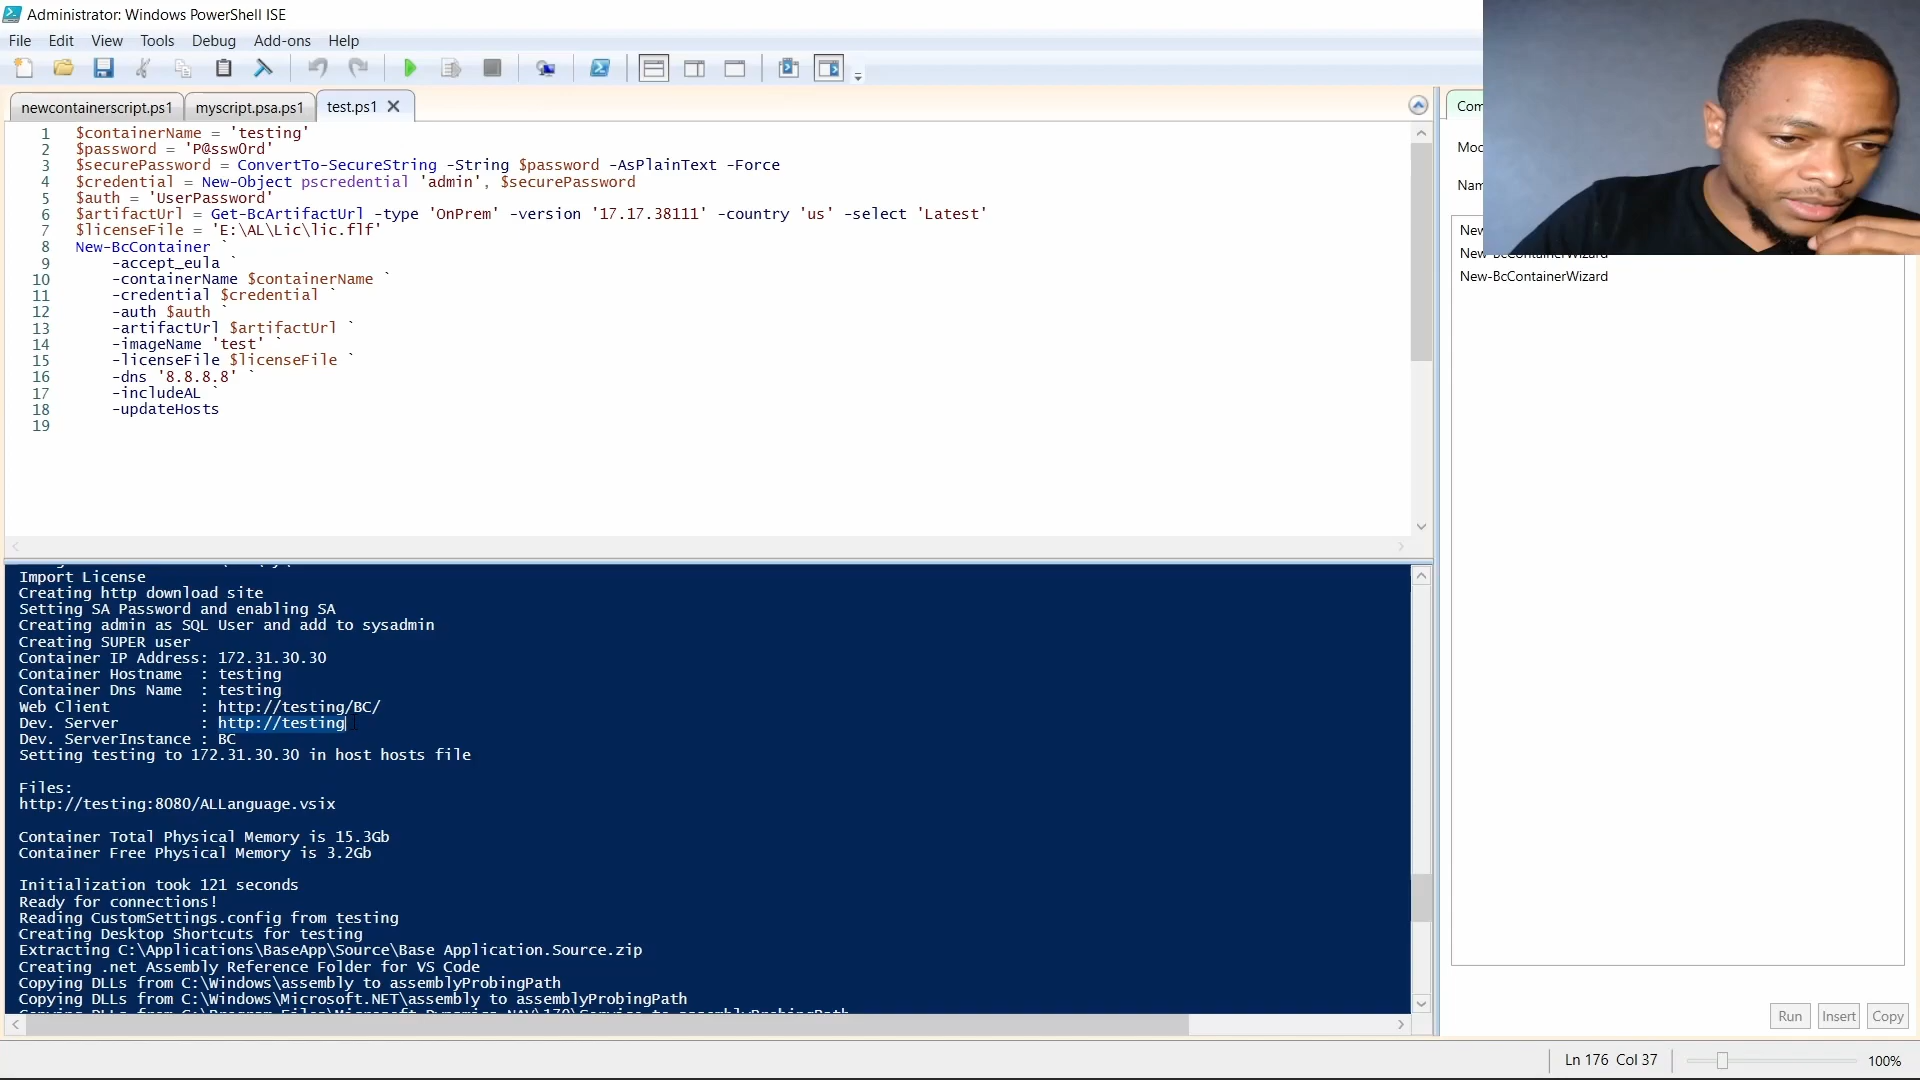 Administrator: Windows PowerShell ISE
File Edit View Tools Debug Add-ons Help
newcontainerscript.ps1 myscript.psa.ps1 test.ps1
1 $containerName = 'testing'
2 $password = 'P@ssw0rd'
3 $securePassword = ConvertTo-SecureString -String $password -AsPlainText -Force
4 $credential = New-Object pscredential 'admin', $securePassword
5 $auth = 'UserPassword'
6 $artifactUrl = Get-BcArtifactUrl -type 'OnPrem' -version '17.17.38111' -country 'us' -select 'Latest'
7 $licenseFile = 'E:\AL\Lic\lic.flf'
8 New-BcContainer `
9 -accept_eula `
10 -containerName $containerName `
11 -credential $credential `
12 -auth $auth `
13 -artifactUrl $artifactUrl `
14 -imageName 'test' `
15 -licenseFile $licenseFile `
16 -dns '8.8.8.8' `
17 -includeAL `
18 -updateHosts
19
Import License
Creating http download site
Setting SA Password and enabling SA
Creating admin as SQL User and add to sysadmin
Creating SUPER user
Container IP Address: 172.31.30.30
Container Hostname : testing
Container Dns Name : testing
Web Client : http://testing/BC/
Dev. Server : http://testing
Dev. ServerInstance : BC
Setting testing to 172.31.30.30 in host hosts file
Files:
http://testing:8080/ALLanguage.vsix
Container Total Physical Memory is 15.3Gb
Container Free Physical Memory is 3.2Gb
Initialization took 121 seconds
Ready for connections!
Reading CustomSettings.config from testing
Creating Desktop Shortcuts for testing
Extracting C:\Applications\BaseApp\Source\Base Application.Source.zip
Creating .net Assembly Reference Folder for VS Code
Copying DLLs from C:\Windows\assembly to assemblyProbingPath
Copying DLLs from C:\Windows\Microsoft.NET\assembly to assemblyProbingPath
Com
Mod
Nam
New
New-BcContainerWizard
New-BcContainerWizard
Run Insert Copy
Ln 176 Col 37 100%